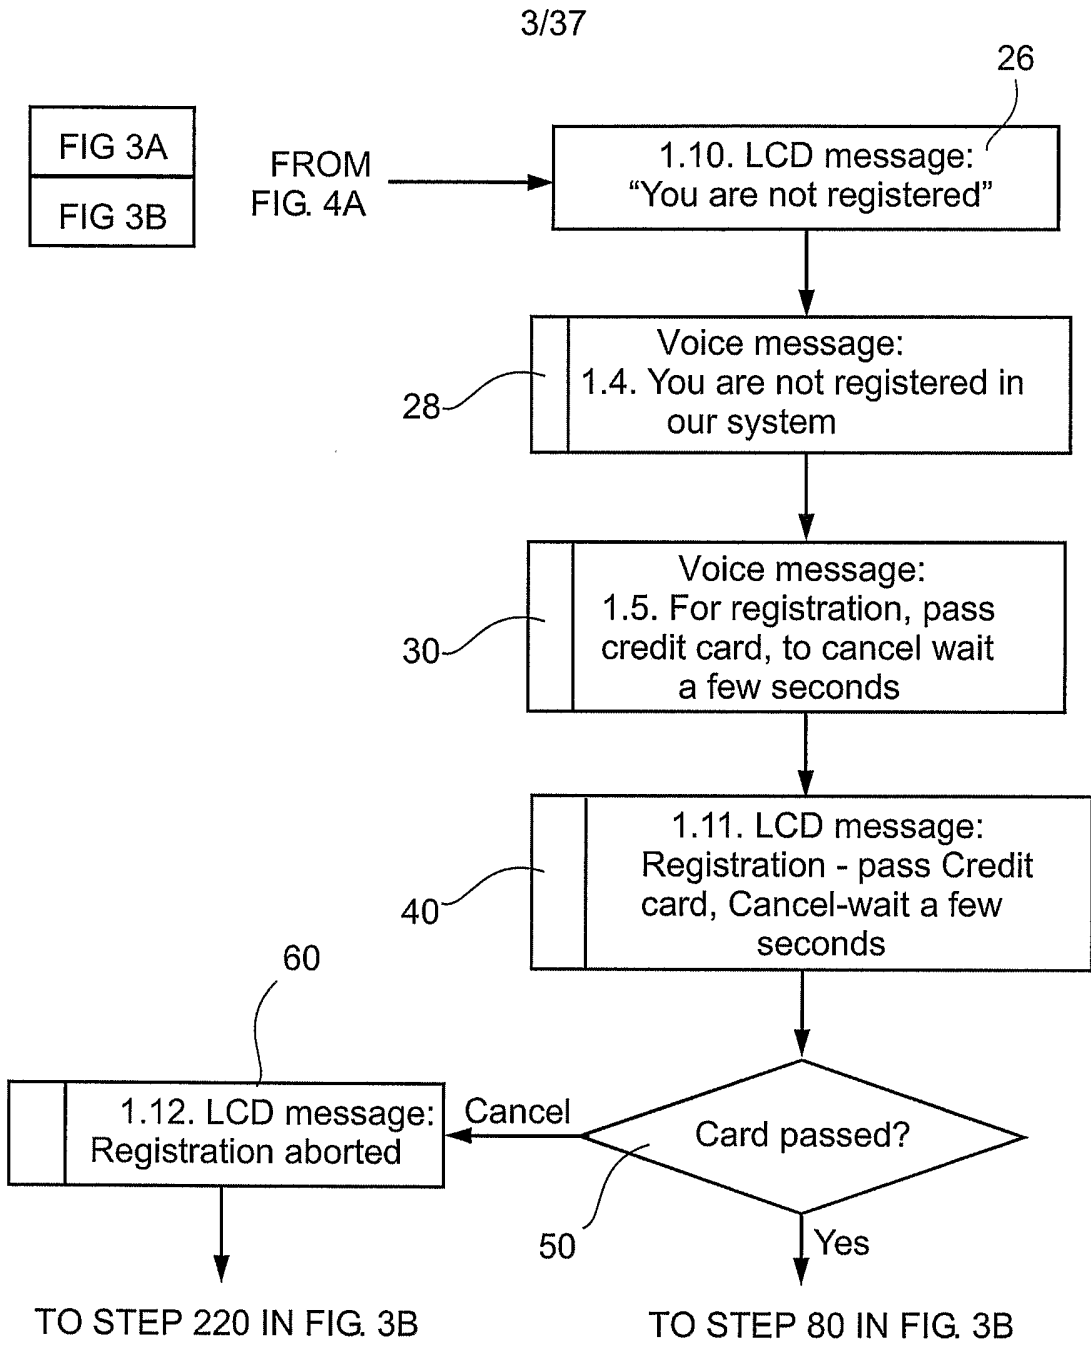 3/37
26
FIG 3A
FIG 3B
FROM
FIG. 4A
1.10. LCD message:
“You are not registered”
28
Voice message:
1.4. You are not registered in
our system
30
Voice message:
1.5. For registration, pass
credit card, to cancel wait
a few seconds
40
1.11. LCD message:
Registration - pass Credit
card, Cancel-wait a few
seconds
60
1.12. LCD message:
Registration aborted
Cancel
Card passed?
50
Yes
TO STEP 220 IN FIG. 3B
TO STEP 80 IN FIG. 3B